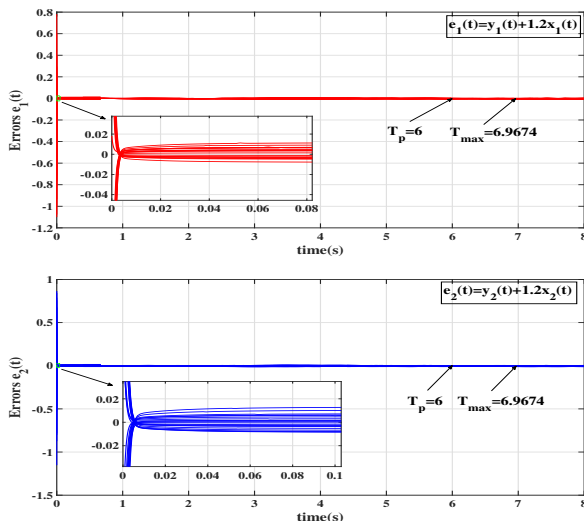 e1(t)=y1(t)+1.2x1(t)
Errors e1(t)
0.8
0.6
0.4
0.2
0
-0.2
-0.4
-0.6
-0.8
-1
-1.2
0.02
0
-0.02
-0.04
0 0.02 0.04 0.06 0.08
Tp=6
Tmax=6.9674
0 1 2 3 4 5 6 7 8
time(s)
e2(t)=y2(t)+1.2x2(t)
Errors e2(t)
1
0.5
0
-0.5
-1
-1.5
0.02
0
-0.02
0 0.02 0.04 0.06 0.08 0.1
Tp=6
Tmax=6.9674
0 1 2 3 4 5 6 7 8
time(s)